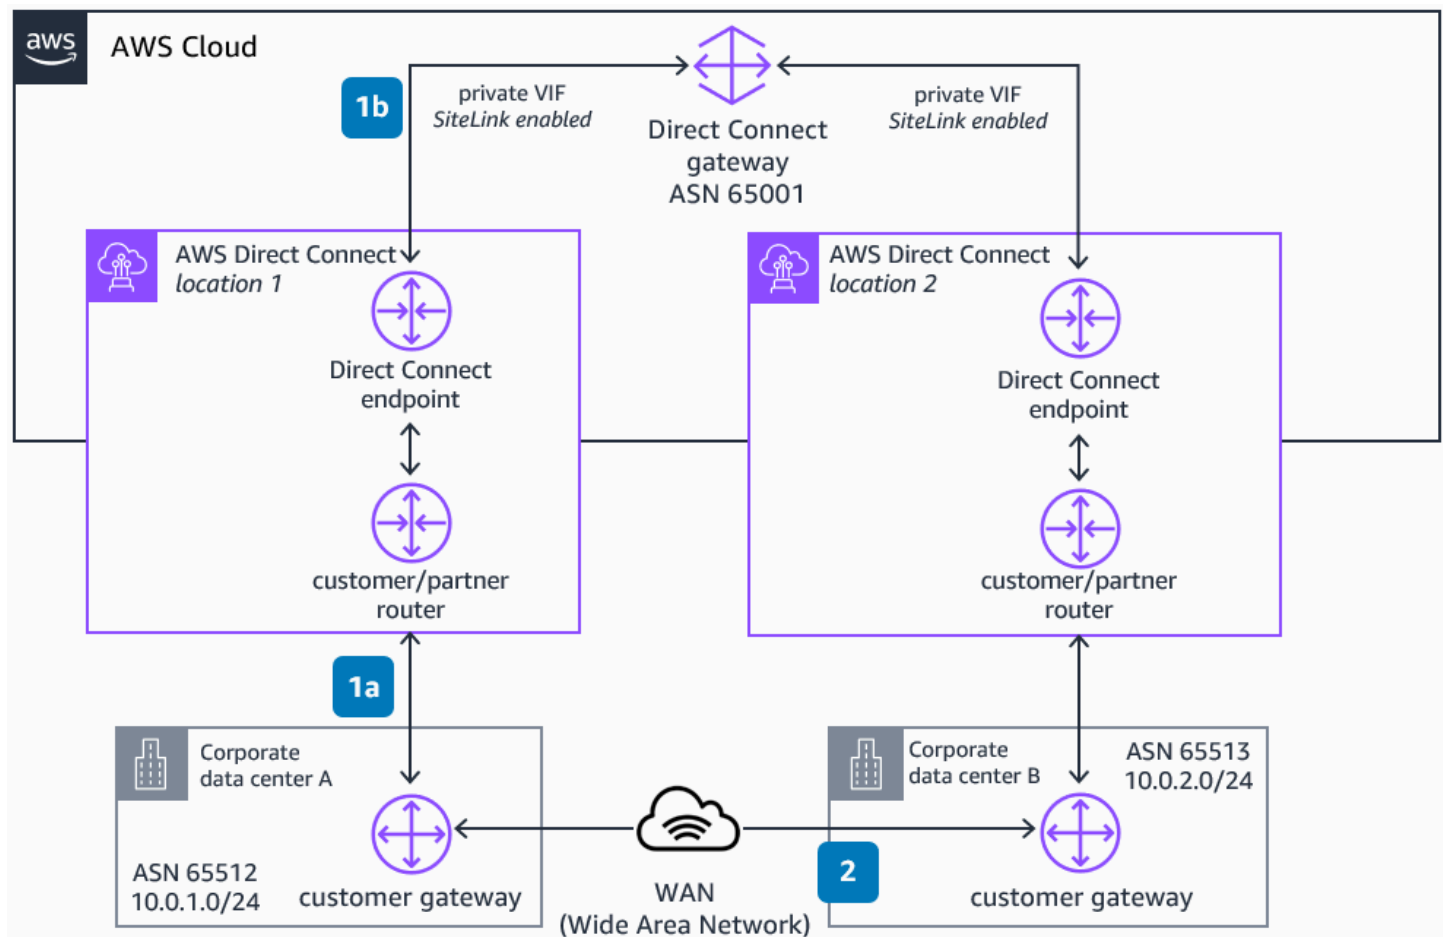 aws
AWS Cloud
1b
private VIF
SiteLink enabled
private VIF
SiteLink enabled
Direct Connect
gateway
ASN 65001
AWS Direct Connect
location 1
AWS Direct Connect
location 2
Direct Connect
endpoint
Direct Connect
endpoint
customer/partner
router
customer/partner
router
1a
Corporate
data center A
Corporate
data center B
ASN 65513
10.0.2.0/24
ASN 65512
10.0.1.0/24
customer gateway
WAN
(Wide Area Network)
2
customer gateway